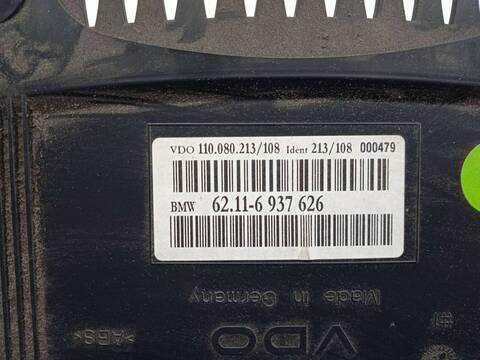 VDO 110.080.213/108 Ident 213/108 000479
BMW 62.11-6 937 626
Made in Germany
>ABS<
VDO